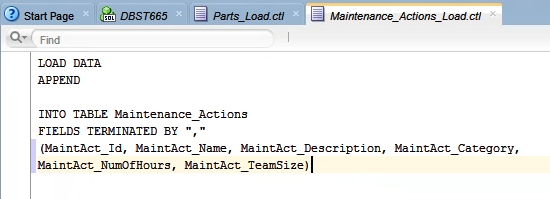 Start Page
DBST665
Parts_Load.ctl
Maintenance_Actions_Load.ctl
Find
LOAD DATA
APPEND
INTO TABLE Maintenance_Actions
FIELDS TERMINATED BY ","
(MaintAct_Id, MaintAct_Name, MaintAct_Description, MaintAct_Category,
MaintAct_NumOfHours, MaintAct_TeamSize)